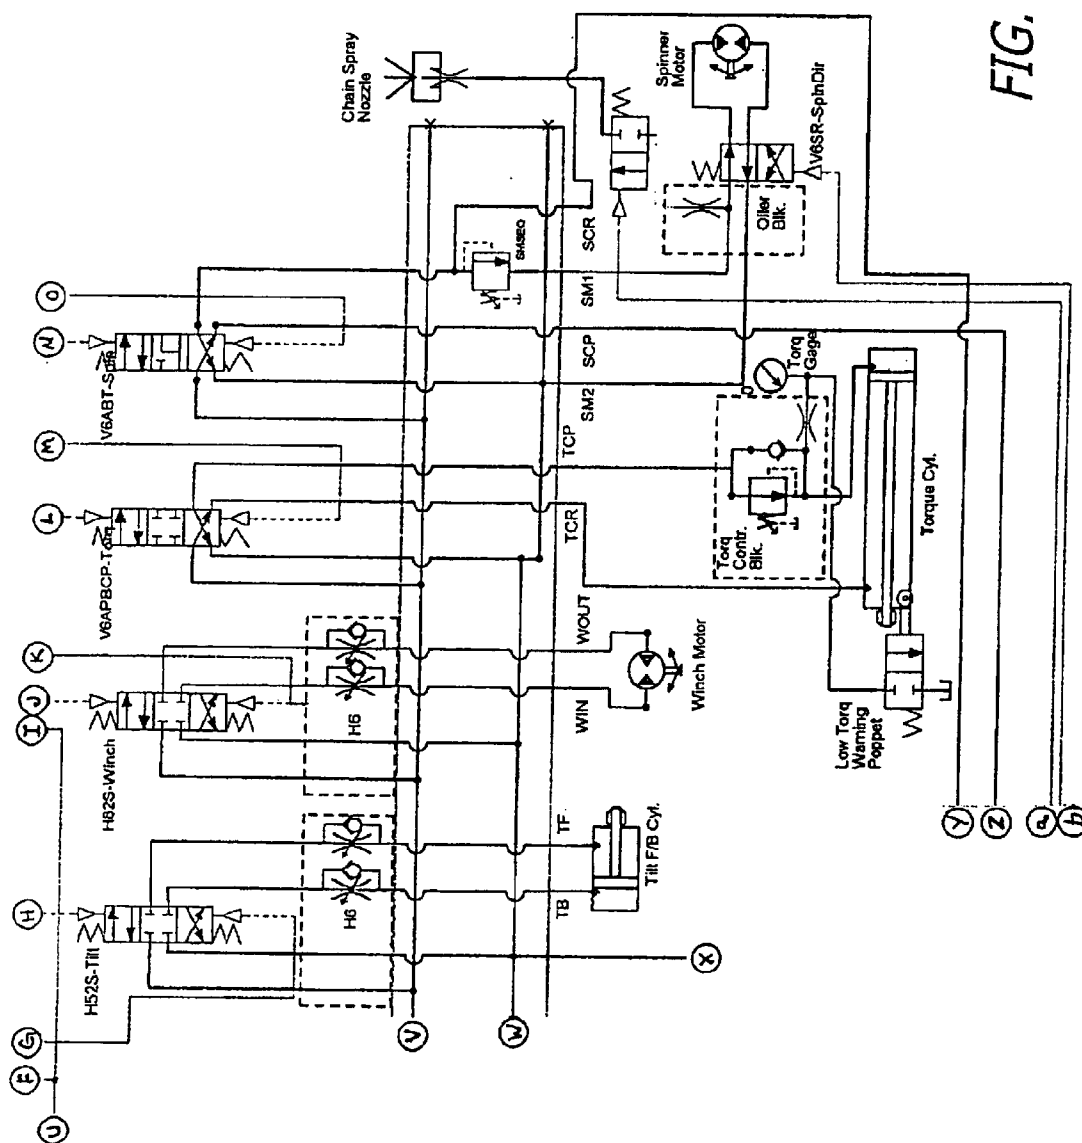 FIG.
Chain Spray
Nozzle
Spinner
Motor
V6SR-SpinDir
Oiler
Blk.
SMSEQ
SCR
SM1
SCP
SM2
TCP
TCR
WOUT
WIN
TF
TB
O
N
M
L
K
J
I
H
G
F
U
V
W
X
Y
Z
a
b
V6ABT-Spin
V6APBCP-Torq
H62S-Winch
H52S-Tilt
H6
H6
Torq
Gage
Torq
Contr.
Blk.
Torque Cyl.
Winch Motor
Low Torq
Warning
Poppet
Tilt F/B Cyl.